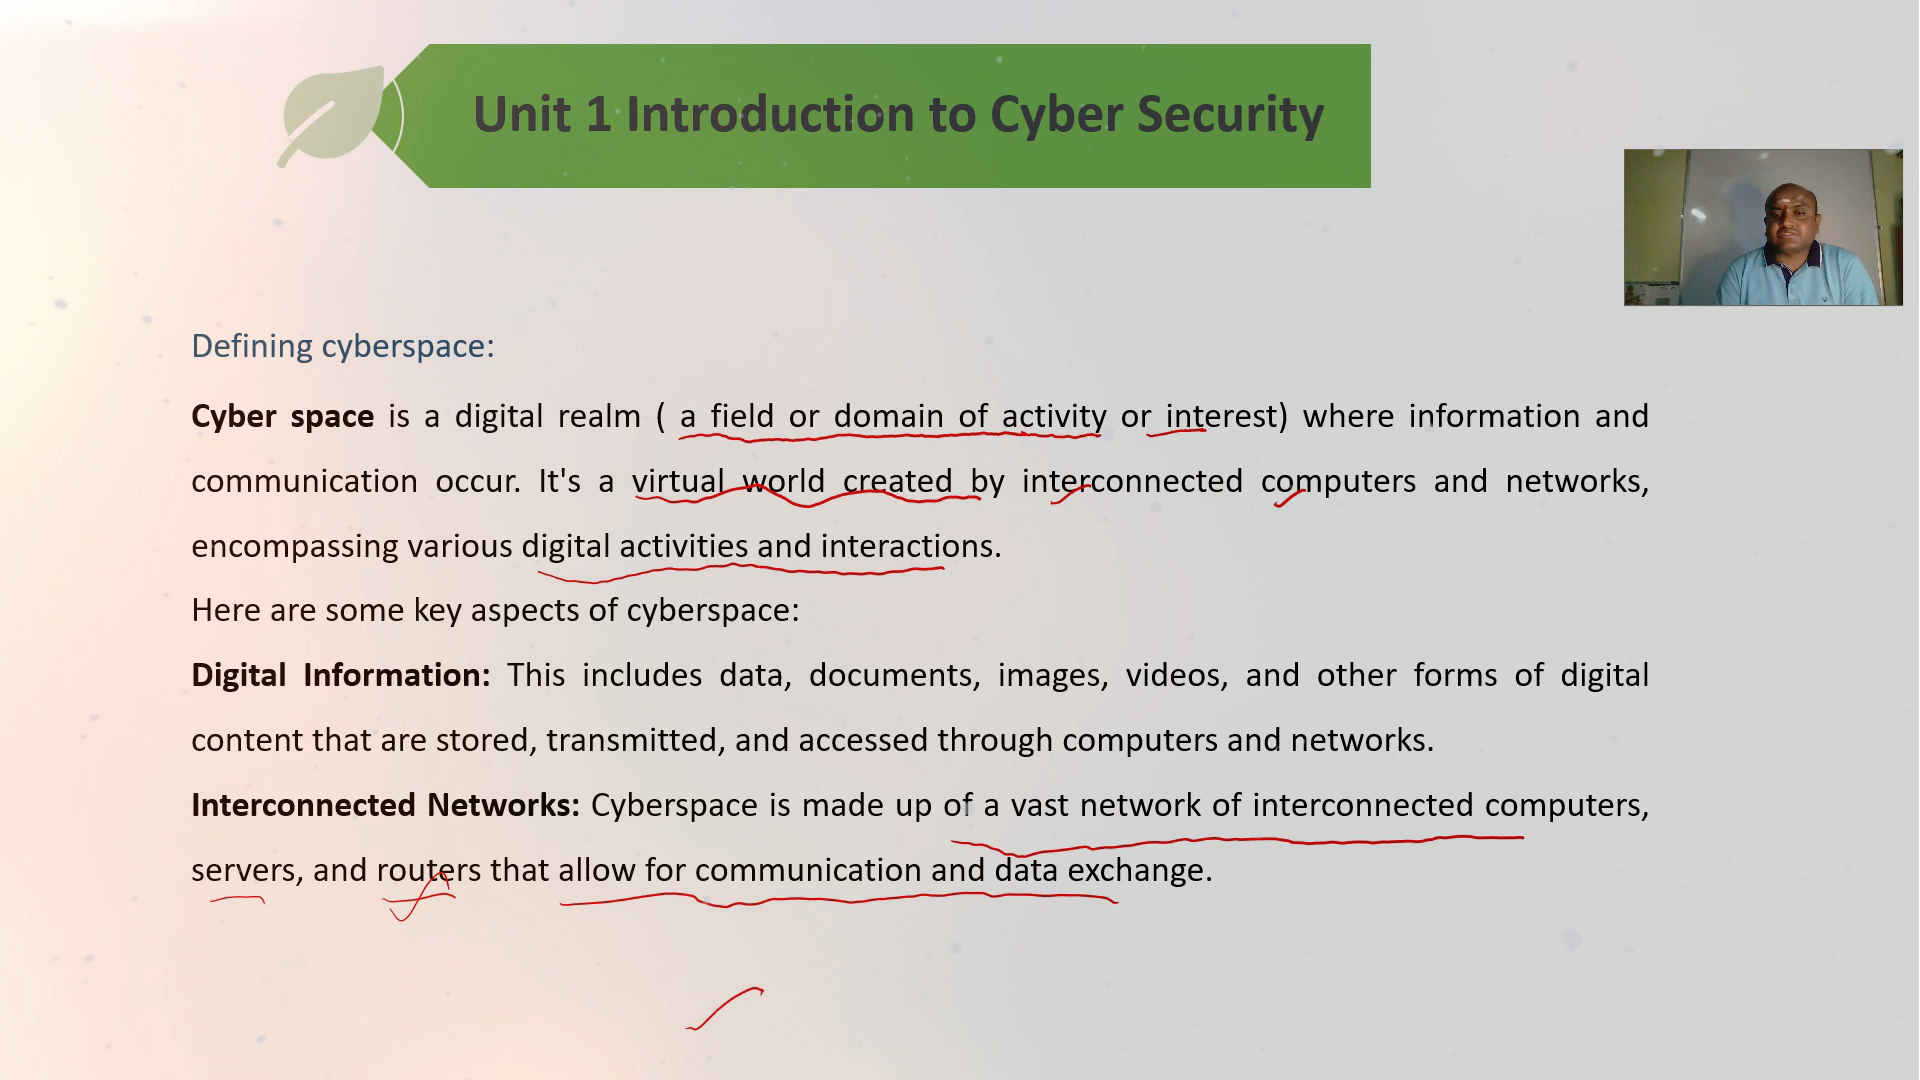 Unit 1 Introduction to Cyber Security
Defining cyberspace:
Cyber space is a digital realm ( a field or domain of activity or interest) where information and
communication occur. It's a virtual world created by interconnected computers and networks,
encompassing various digital activities and interactions.
Here are some key aspects of cyberspace:
Digital Information: This includes data, documents, images, videos, and other forms of digital
content that are stored, transmitted, and accessed through computers and networks.
Interconnected Networks: Cyberspace is made up of a vast network of interconnected computers,
servers, and routers that allow for communication and data exchange.